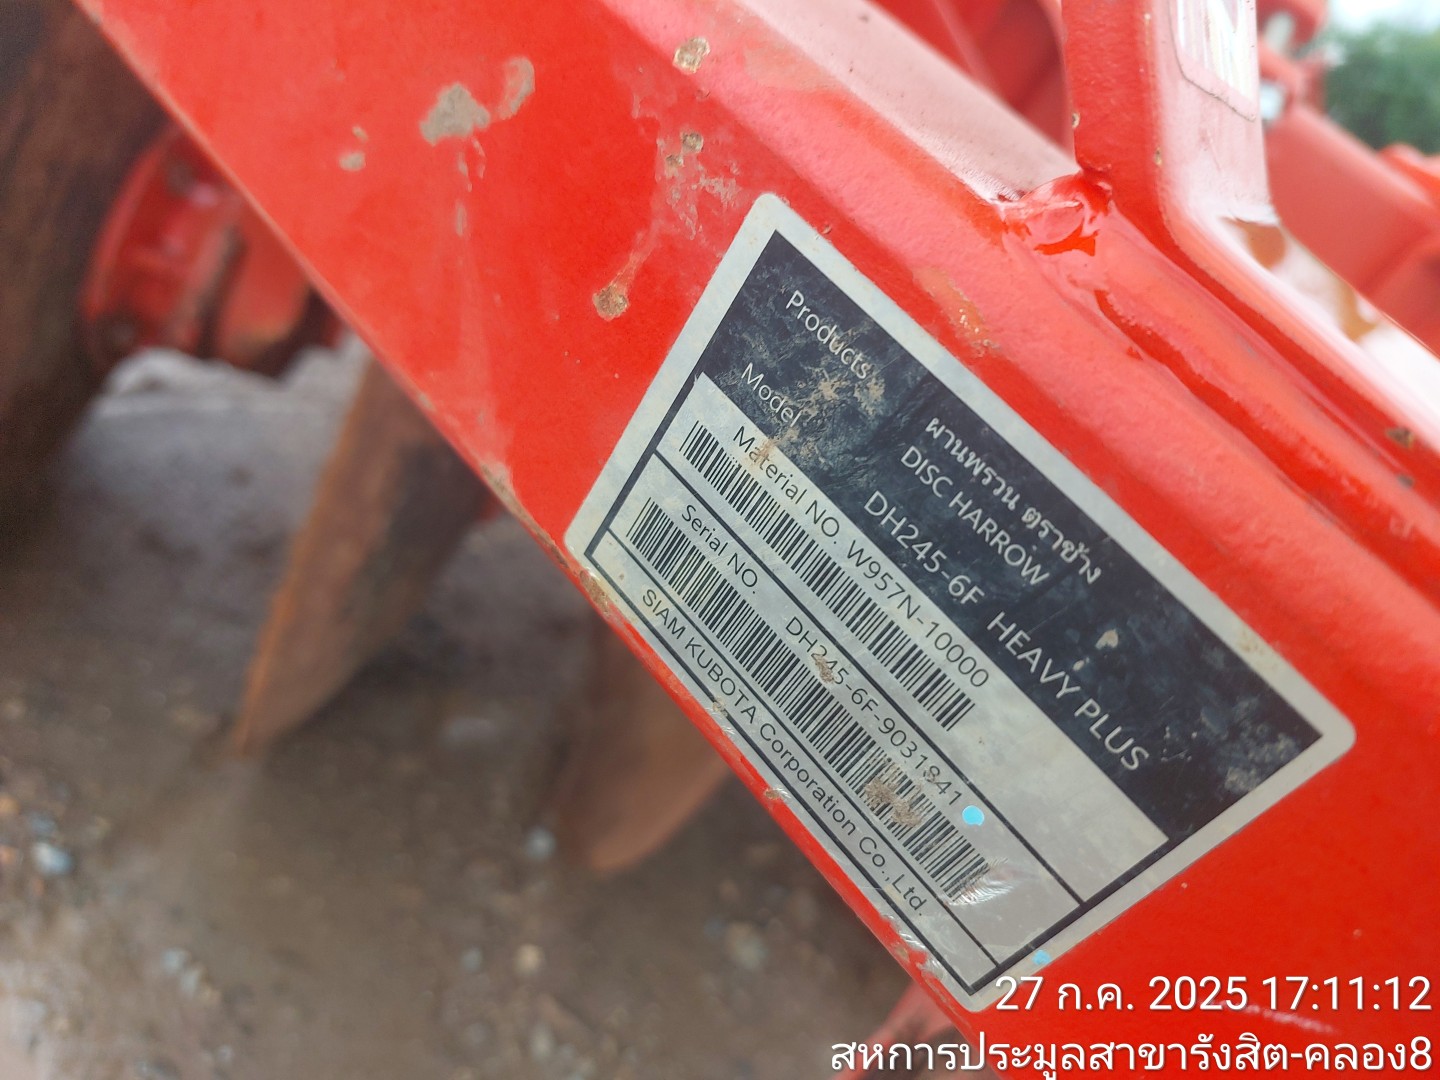 Products ผานพรวน ตราช้าง
DISC HARROW
Model DH245-6F HEAVY PLUS
Material NO. W957N-10000
Serial NO. DH245-6F-9031841
SIAM KUBOTA Corporation Co.,Ltd.
27 ก.ค. 2025 17:11:12
สหการประมูลสาขารังสิต-คลอง8